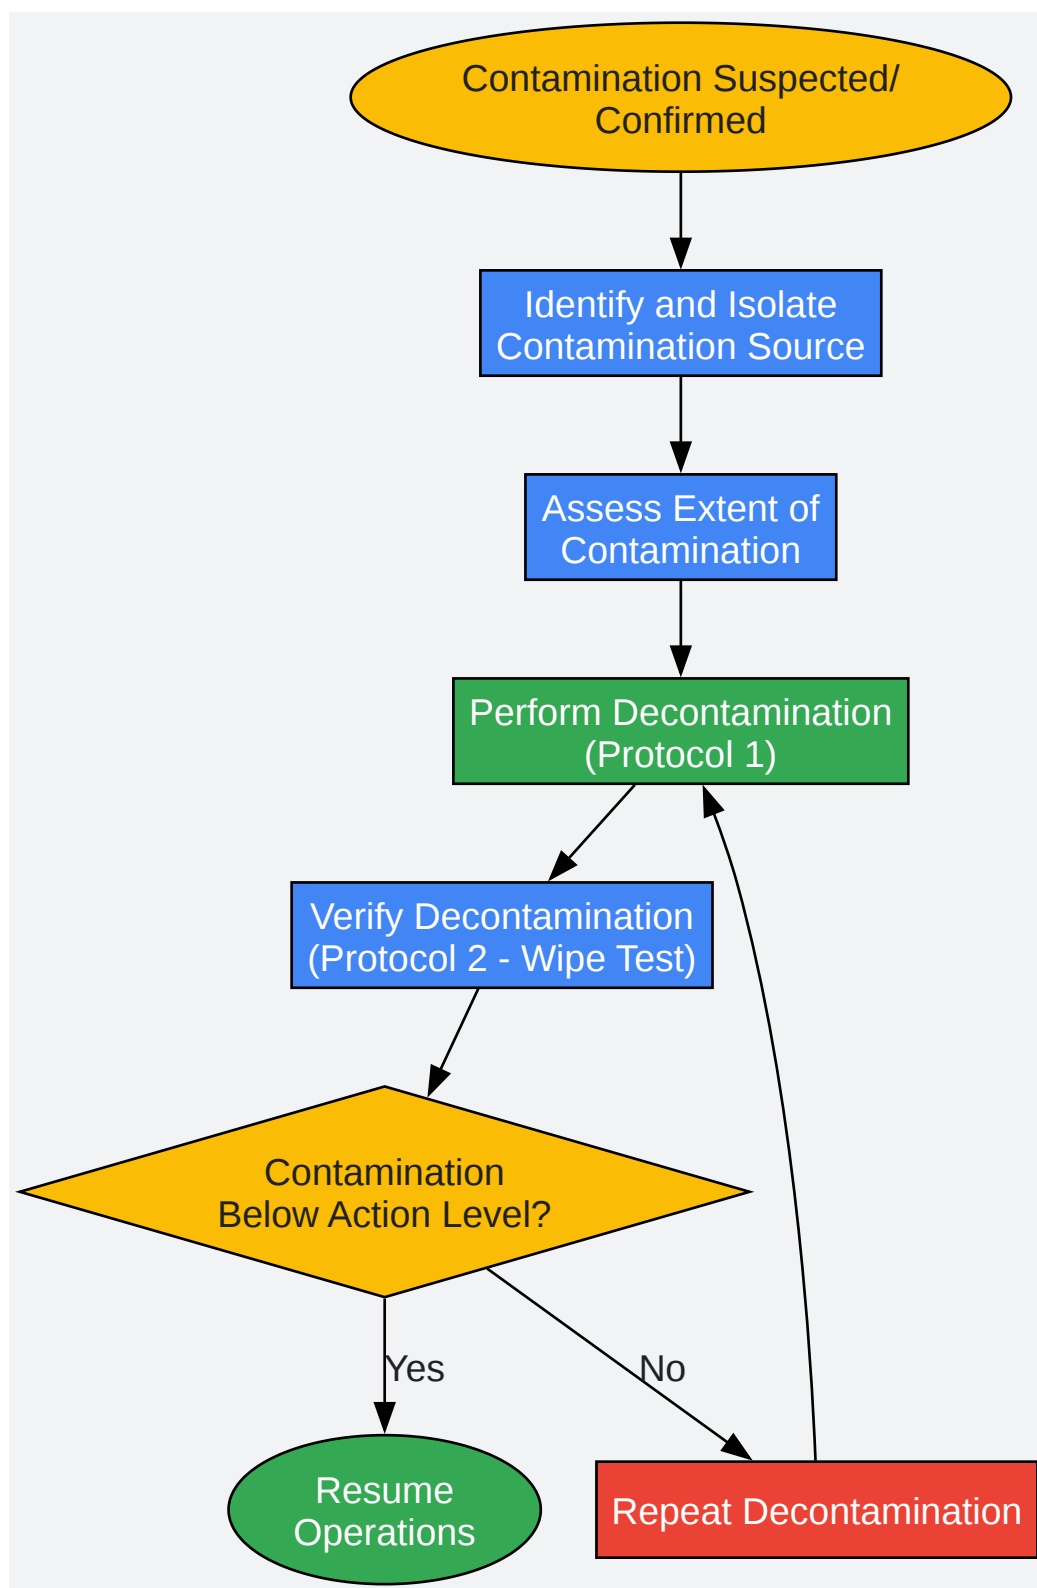 Contamination Suspected/
Confirmed
Identify and Isolate
Contamination Source
Assess Extent of
Contamination
Perform Decontamination
(Protocol 1)
Verify Decontamination
(Protocol 2 - Wipe Test)
Contamination
Below Action Level?
Yes
No
Resume
Operations
Repeat Decontamination